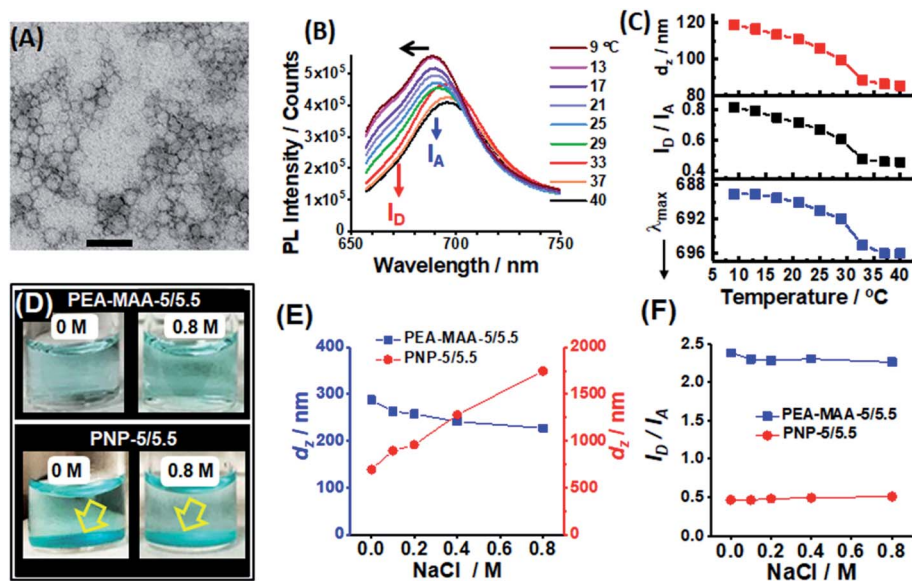 (A)
(B)
PL Intensity / Counts
5x10⁵
4x10⁵
3x10⁵
2x10⁵
1x10⁵
0
650
700
750
Wavelength / nm
I_A
I_D
9 ºC
13
17
21
25
29
33
37
40
(C)
d_z / nm
120
100
80
I_D / I_A
0.8
0.6
0.4
λ_max
688
692
696
5 10 15 20 25 30 35 40
Temperature / ºC
(D)
PEA-MAA-5/5.5
0 M
0.8 M
PNP-5/5.5
0 M
0.8 M
(E)
PEA-MAA-5/5.5
PNP-5/5.5
d_z / nm
400
300
200
100
0
d_z / nm
2000
1500
1000
500
0
0.0 0.2 0.4 0.6 0.8
NaCl / M
(F)
I_D / I_A
2.5
2.0
1.5
1.0
0.5
0.0
PEA-MAA-5/5.5
PNP-5/5.5
0.0 0.2 0.4 0.6 0.8
NaCl / M